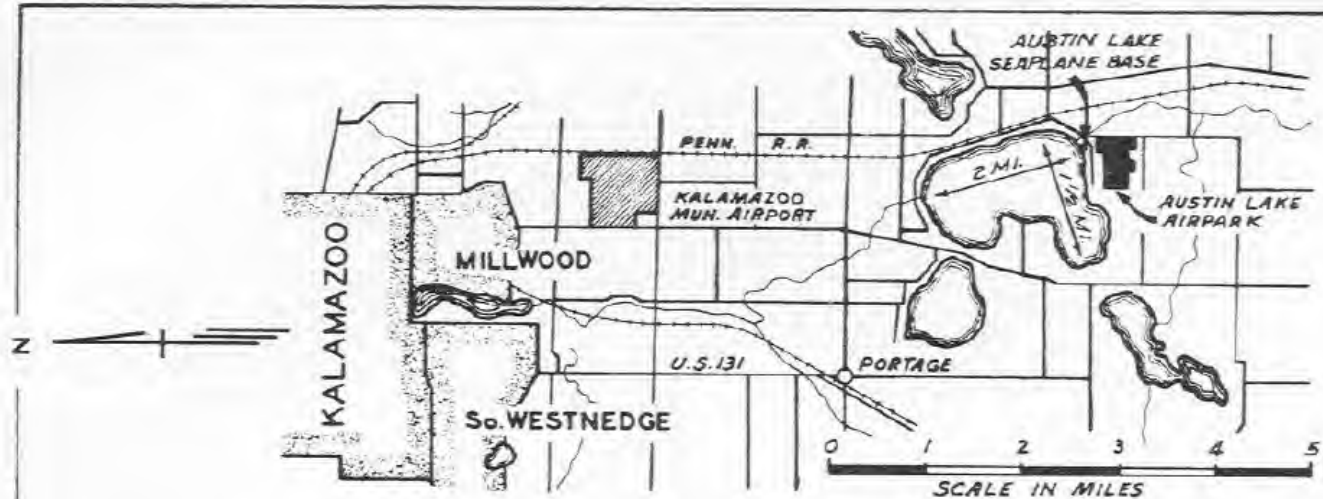 AUSTIN LAKE
SEAPLANE BASE
PENN. R.R.
2 MI.
1 1/2 MI.
KALAMAZOO
MUN. AIRPORT
AUSTIN LAKE
AIRPARK
KALAMAZOO
MILLWOOD
N
U.S. 131
PORTAGE
So. WESTNEDGE
0 1 2 3 4 5
SCALE IN MILES